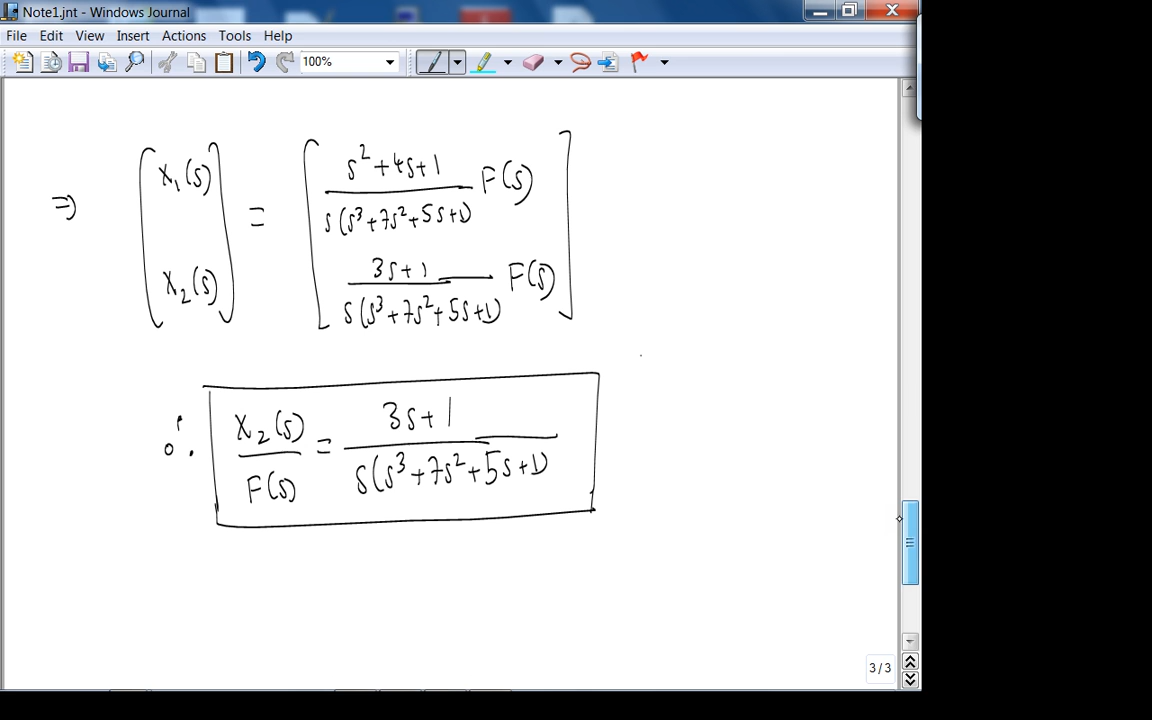 Note1.jnt - Windows Journal
File Edit View Insert Actions Tools Help
100%
⇒ [X₁(s) X₂(s)] = [(s²+4s+1)/(s(s³+7s²+5s+1)) F(s)
(3s+1)/(s(s³+7s²+5s+1)) F(s)]
∴ X₂(s)/F(s) = (3s+1)/(s(s³+7s²+5s+1))
3 / 3